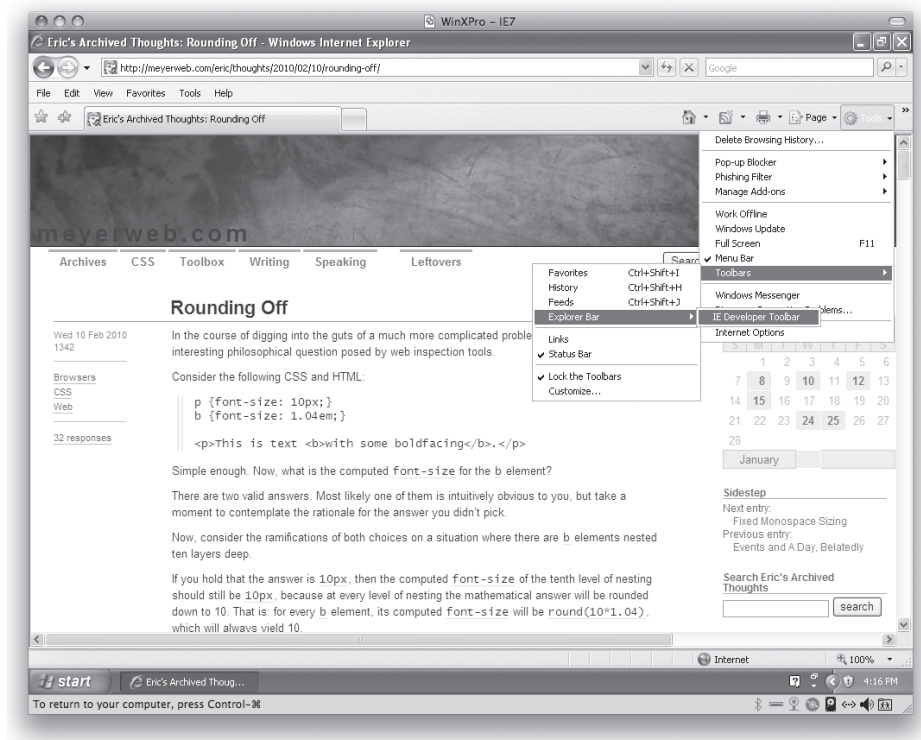 WinXPro – IE7
Eric's Archived Thoughts: Rounding Off - Windows Internet Explorer
http://meyerweb.com/eric/thoughts/2010/02/10/rounding-off/
Google
File Edit View Favorites Tools Help
Eric's Archived Thoughts: Rounding Off
Page
Tools
Delete Browsing History...
Pop-up Blocker
Phishing Filter
Manage Add-ons
Work Offline
Windows Update
Full Screen F11
Menu Bar
Toolbars
Windows Messenger
IE Developer Toolbar
Internet Options
Favorites Ctrl+Shift+I
History Ctrl+Shift+H
Feeds Ctrl+Shift+J
Explorer Bar
Links
Status Bar
Lock the Toolbars
Customize...
meyerweb.com
Archives CSS Toolbox Writing Speaking Leftovers
Rounding Off
Wed 10 Feb 2010
1342
Browsers
CSS
Web
32 responses
In the course of digging into the guts of a much more complicated
interesting philosophical question posed by web inspection tools.
Consider the following CSS and HTML:
p {font-size: 10px;}
b {font-size: 1.04em;}
<p>This is text <b>with some boldfacing</b>.</p>
Simple enough. Now, what is the computed font-size for the b element?
There are two valid answers. Most likely one of them is intuitively obvious to you, but take a
moment to contemplate the rationale for the answer you didn't pick.
Now, consider the ramifications of both choices on a situation where there are b elements nested
ten layers deep.
If you hold that the answer is 10px, then the computed font-size of the tenth level of nesting
should still be 10px, because at every level of nesting the mathematical answer will be rounded
down to 10. That is: for every b element, its computed font-size will be round(10*1.04),
which will always yield 10.
S M T W T F S
1 2 3 4 5 6
7 8 9 10 11 12 13
14 15 16 17 18 19 20
21 22 23 24 25 26 27
28
January
Sidestep
Next entry:
Fixed Monospace Sizing
Previous entry:
Events and A Day, Belatedly
Search Eric's Archived
Thoughts
search
Internet
100%
start
Eric's Archived Thoug...
4:16 PM
To return to your computer, press Control-⌘